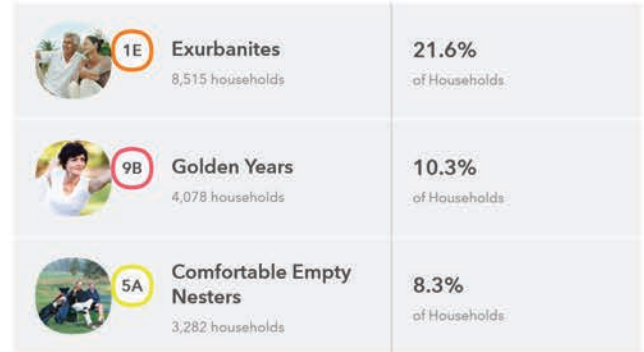 1E
Exurbanites
8,515 households
21.6%
of Households
9B
Golden Years
4,078 households
10.3%
of Households
5A
Comfortable Empty
Nesters
3,282 households
8.3%
of Households